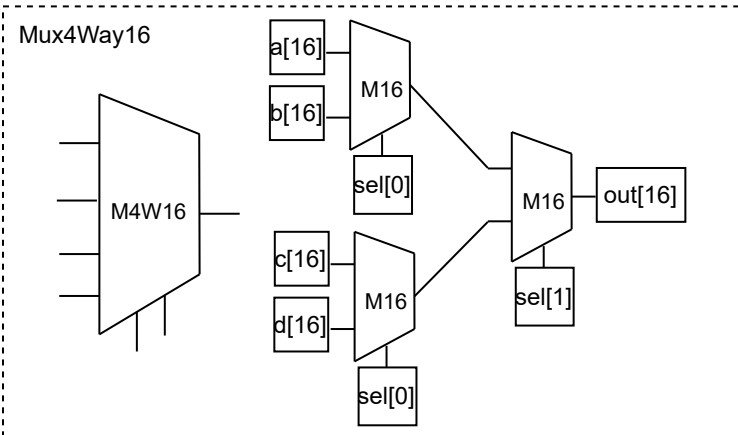 Mux4Way16
M4W16
a[16]
b[16]
M16
sel[0]
c[16]
d[16]
M16
sel[0]
M16
sel[1]
out[16]